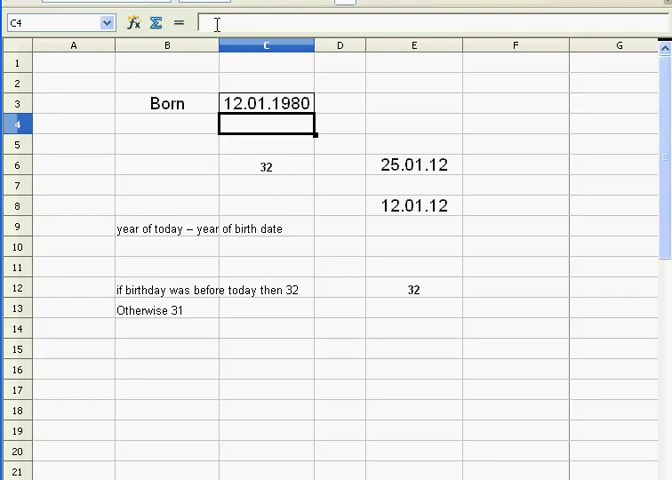 C4
A B C D E F G
1
2
3 Born 12.01.1980
4
5
6 32 25.01.12
7
8 12.01.12
9 year of today – year of birth date
10
11
12 if birthday was before today then 32 32
13 Otherwise 31
14
15
16
17
18
19
20
21